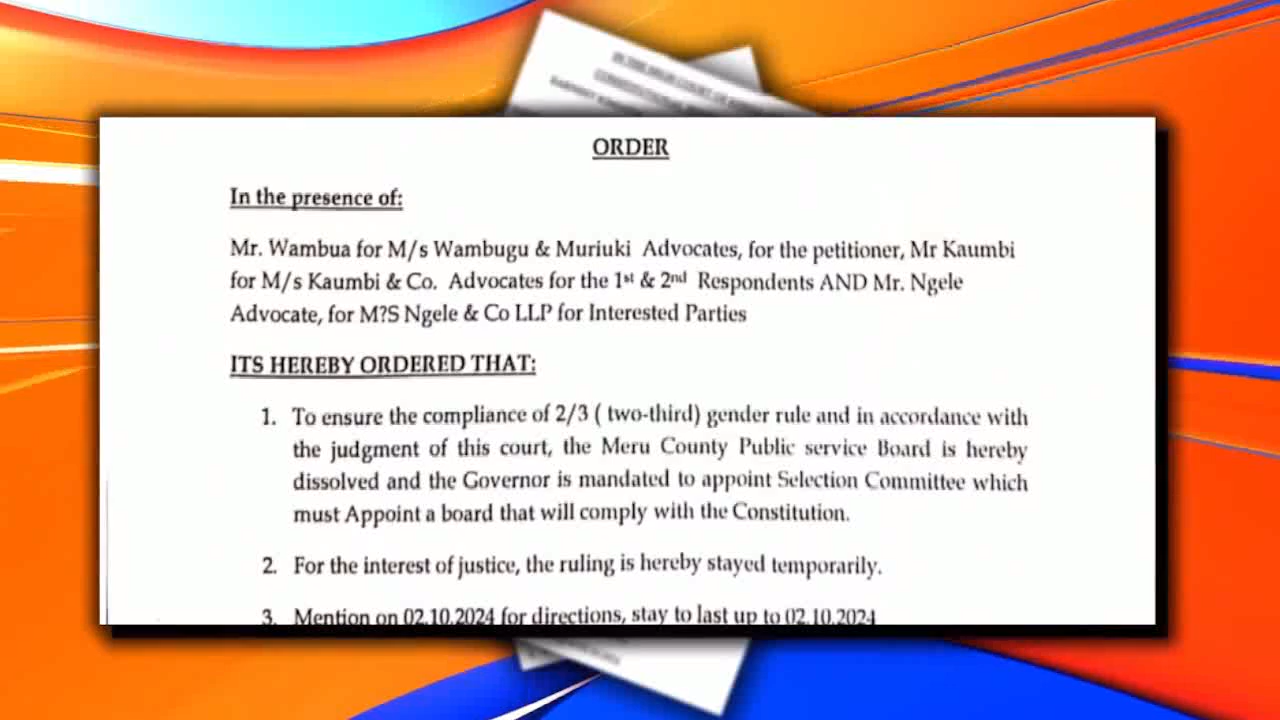 ORDER
In the presence of:
Mr. Wambua for M/s Wambugu & Muriuki Advocates, for the petitioner, Mr Kaumbi
for M/s Kaumbi & Co. Advocates for the 1st & 2nd Respondents AND Mr. Ngele
Advocate, for M?S Ngele & Co LLP for Interested Parties
ITS HEREBY ORDERED THAT:
1. To ensure the compliance of 2/3 ( two-third) gender rule and in accordance with
the judgment of this court, the Meru County Public service Board is hereby
dissolved and the Governor is mandated to appoint Selection Committee which
must Appoint a board that will comply with the Constitution.
2. For the interest of justice, the ruling is hereby stayed temporarily.
3. Mention on 02.10.2024 for directions, stay to last up to 02.10.2024